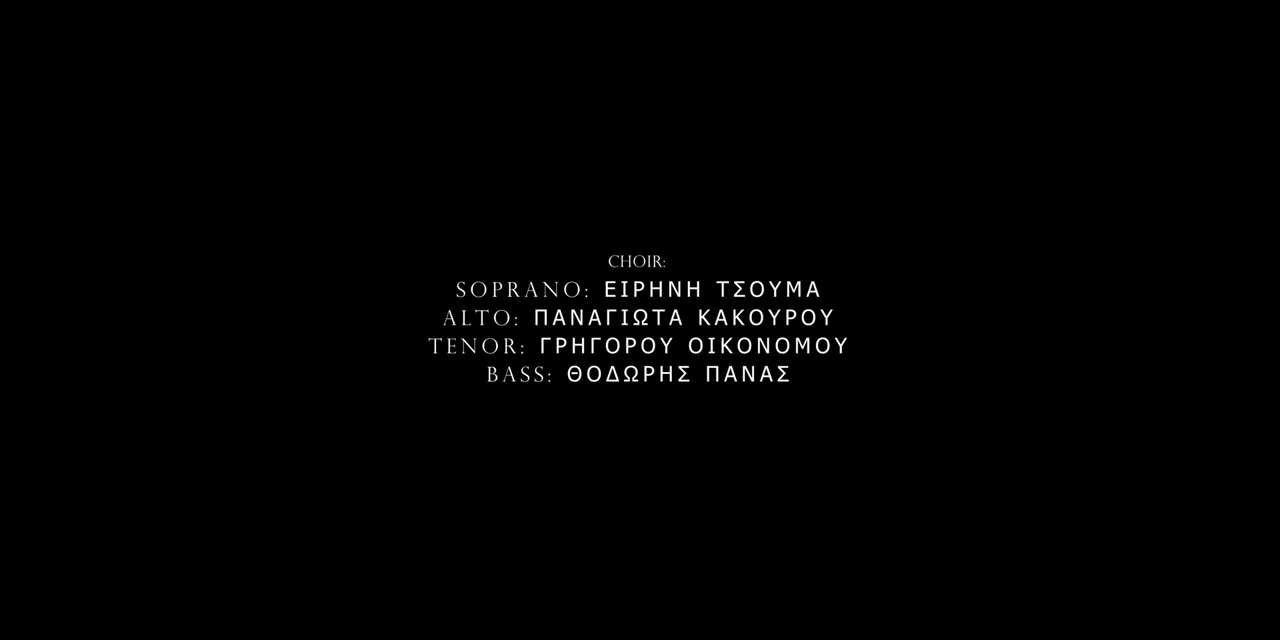 CHOIR:
SOPRANO: ΕΙΡΗΝΗ ΤΣΟΥΜΑ
ALTO: ΠΑΝΑΓΙΩΤΑ ΚΑΚΟΥΡΟΥ
TENOR: ΓΡΗΓΟΡΟΥ ΟΙΚΟΝΟΜΟΥ
BASS: ΘΟΔΩΡΗΣ ΠΑΝΑΣ